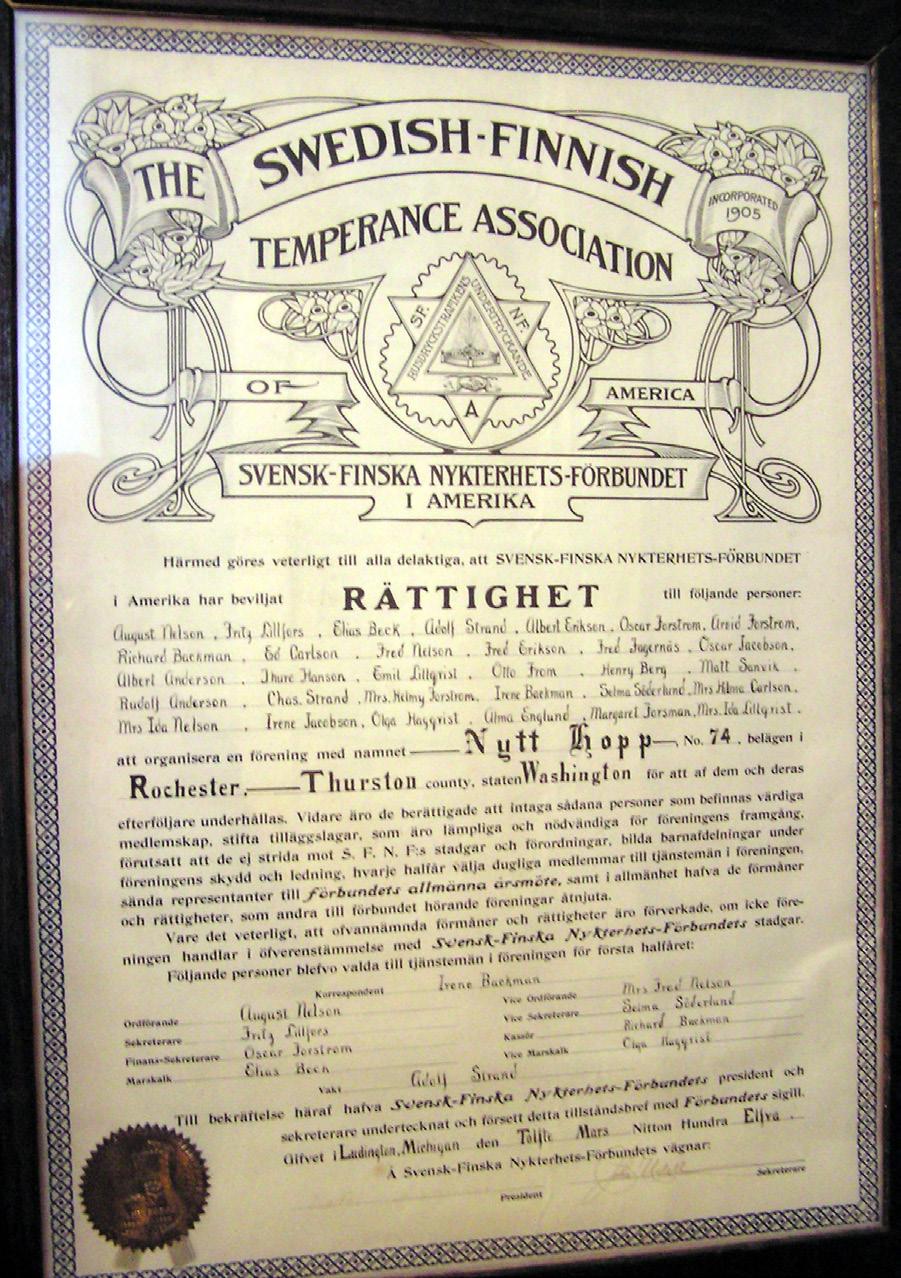 THE
SWEDISH-FINNISH
INCORPORATED
1905
TEMPERANCE ASSOCIATION
S.F. N.F.
RUSDRYCKSTRAFIKENS UNDERTRYCKANDE
A
OF
AMERICA
SVENSK-FINSKA NYKTERHETS-FÖRBUNDET
I AMERIKA
Härmed göres veterligt till alla delaktiga, att SVENSK-FINSKA NYKTERHETS-FÖRBUNDET
i Amerika har beviljat RÄTTIGHET till följande personer:
August Nelson, Fritz Lillfors, Elias Beck, Adolf Strand, Albert Erikson, Oscar Forstrom, Arvid Forstrom,
Richard Backman, Ed Carlson, Fred Nelson, Fred Erikson, Fred Fagernäs, Oscar Jacobson,
Albert Anderson, Thure Hanson, Emil Lillqvist, Otto From, Henry Berg, Matt Sanvik,
Rudolf Anderson, Chas. Strand, Mrs. Helmy Forstrom, Irene Backman, Selma Söderlund, Mrs Hilma Carlson,
Mrs Ida Nelson, Irene Jacobson, Olga Haggqvist, Alma Englund, Margaret Forsman, Mrs. Ida Lillqvist.
att organisera en förening med namnet Nytt Hopp No. 74, belägen i
Rochester, Thurston county, staten Washington för att af dem och deras
efterföljare underhållas. Vidare äro de berättigade att intaga sådana personer som befinnas värdiga
medlemskap, stifta tilläggslagar, som äro lämpliga och nödvändiga för föreningens framgång,
förutsatt att de ej strida mot S. F. N. F:s stadgar och förordningar, bilda barnafdelningar under
föreningens skydd och ledning, hvarje halfår välja dugliga medlemmar till tjänstemän i föreningen,
sända representanter till förbundets allmänna årsmöte, samt i allmänhet hafva de förmåner
och rättigheter, som andra till förbundet hörande föreningar åtnjuta.
Vare det veterligt, att ofvannämnda förmåner och rättigheter äro förverkade, om icke före-
ningen handlar i öfverenstämmelse med Svensk-Finska Nykterhets-Förbundets stadgar.
Följande personer blefvo valda till tjänstemän i föreningen för första halfåret:
Korrespondent Irene Backman
Ordförande August Nelson Vice Ordförande Mrs Fred Nelson
Sekreterare Fritz Lillfors Vice Sekreterare Selma Söderlund
Finans-Sekreterare Oscar Forstrom Kassör Richard Backman
Marskalk Elias Beck Vice Marskalk Olga Haggqvist
Vakt Adolf Strand
Till bekräftelse häraf hafva Svensk-Finska Nykterhets-Förbundets president och
sekreterare undertecknat och försett detta tillståndsbref med Förbundets sigill.
Gifvet i Ludington, Michigan den Tolfte Mars Nitton Hundra Elfva.
Å Svensk-Finska Nykterhets-Förbundets vägnar:
President
Sekreterare